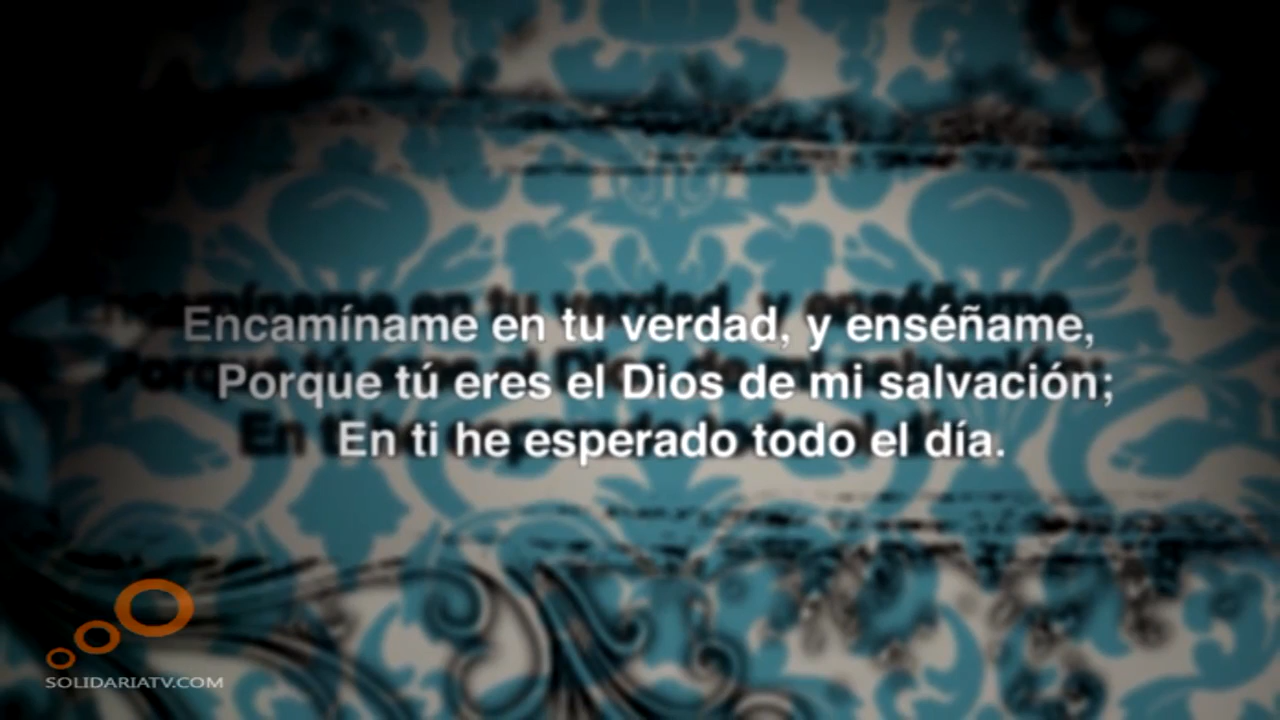 Encamíname en tu verdad, y enséñame,
Porque tú eres el Dios de mi salvación;
En ti he esperado todo el día.
SOLIDARIATV.COM